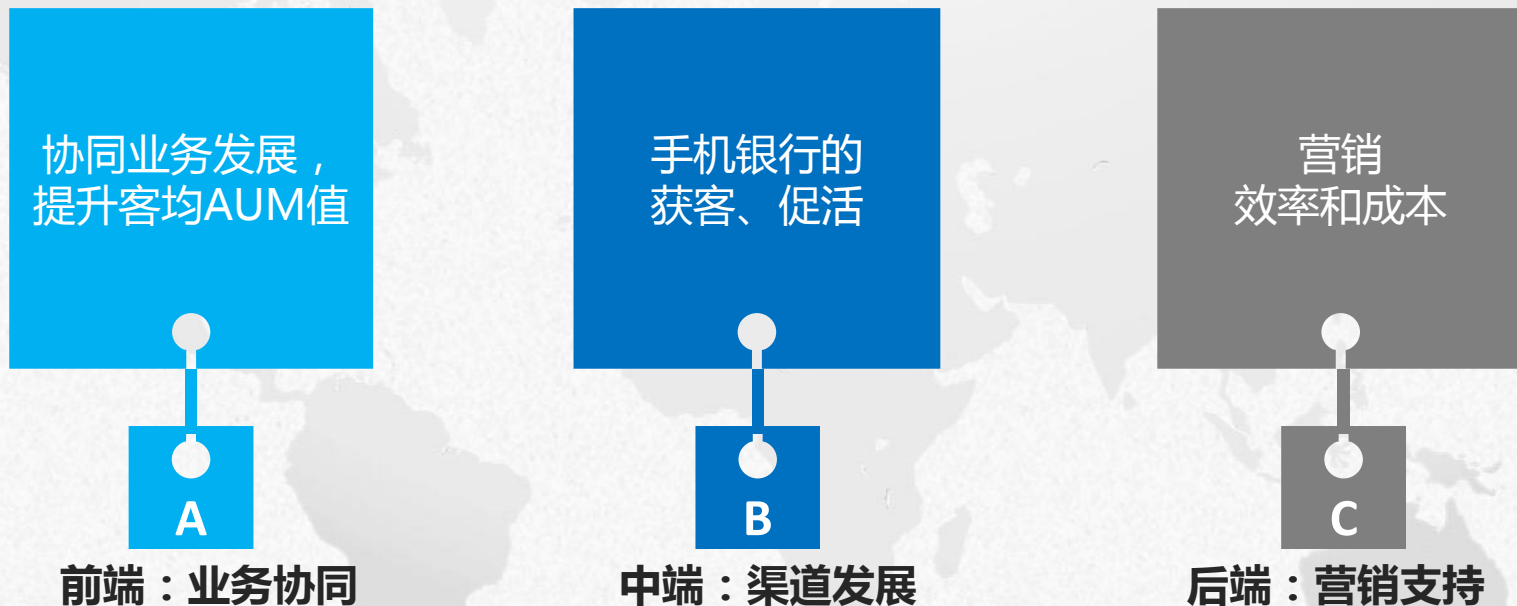 协同业务发展，
提升客均AUM值
手机银行的
获客、促活
营销
效率和成本
A
B
C
前端：业务协同
中端：渠道发展
后端：营销支持